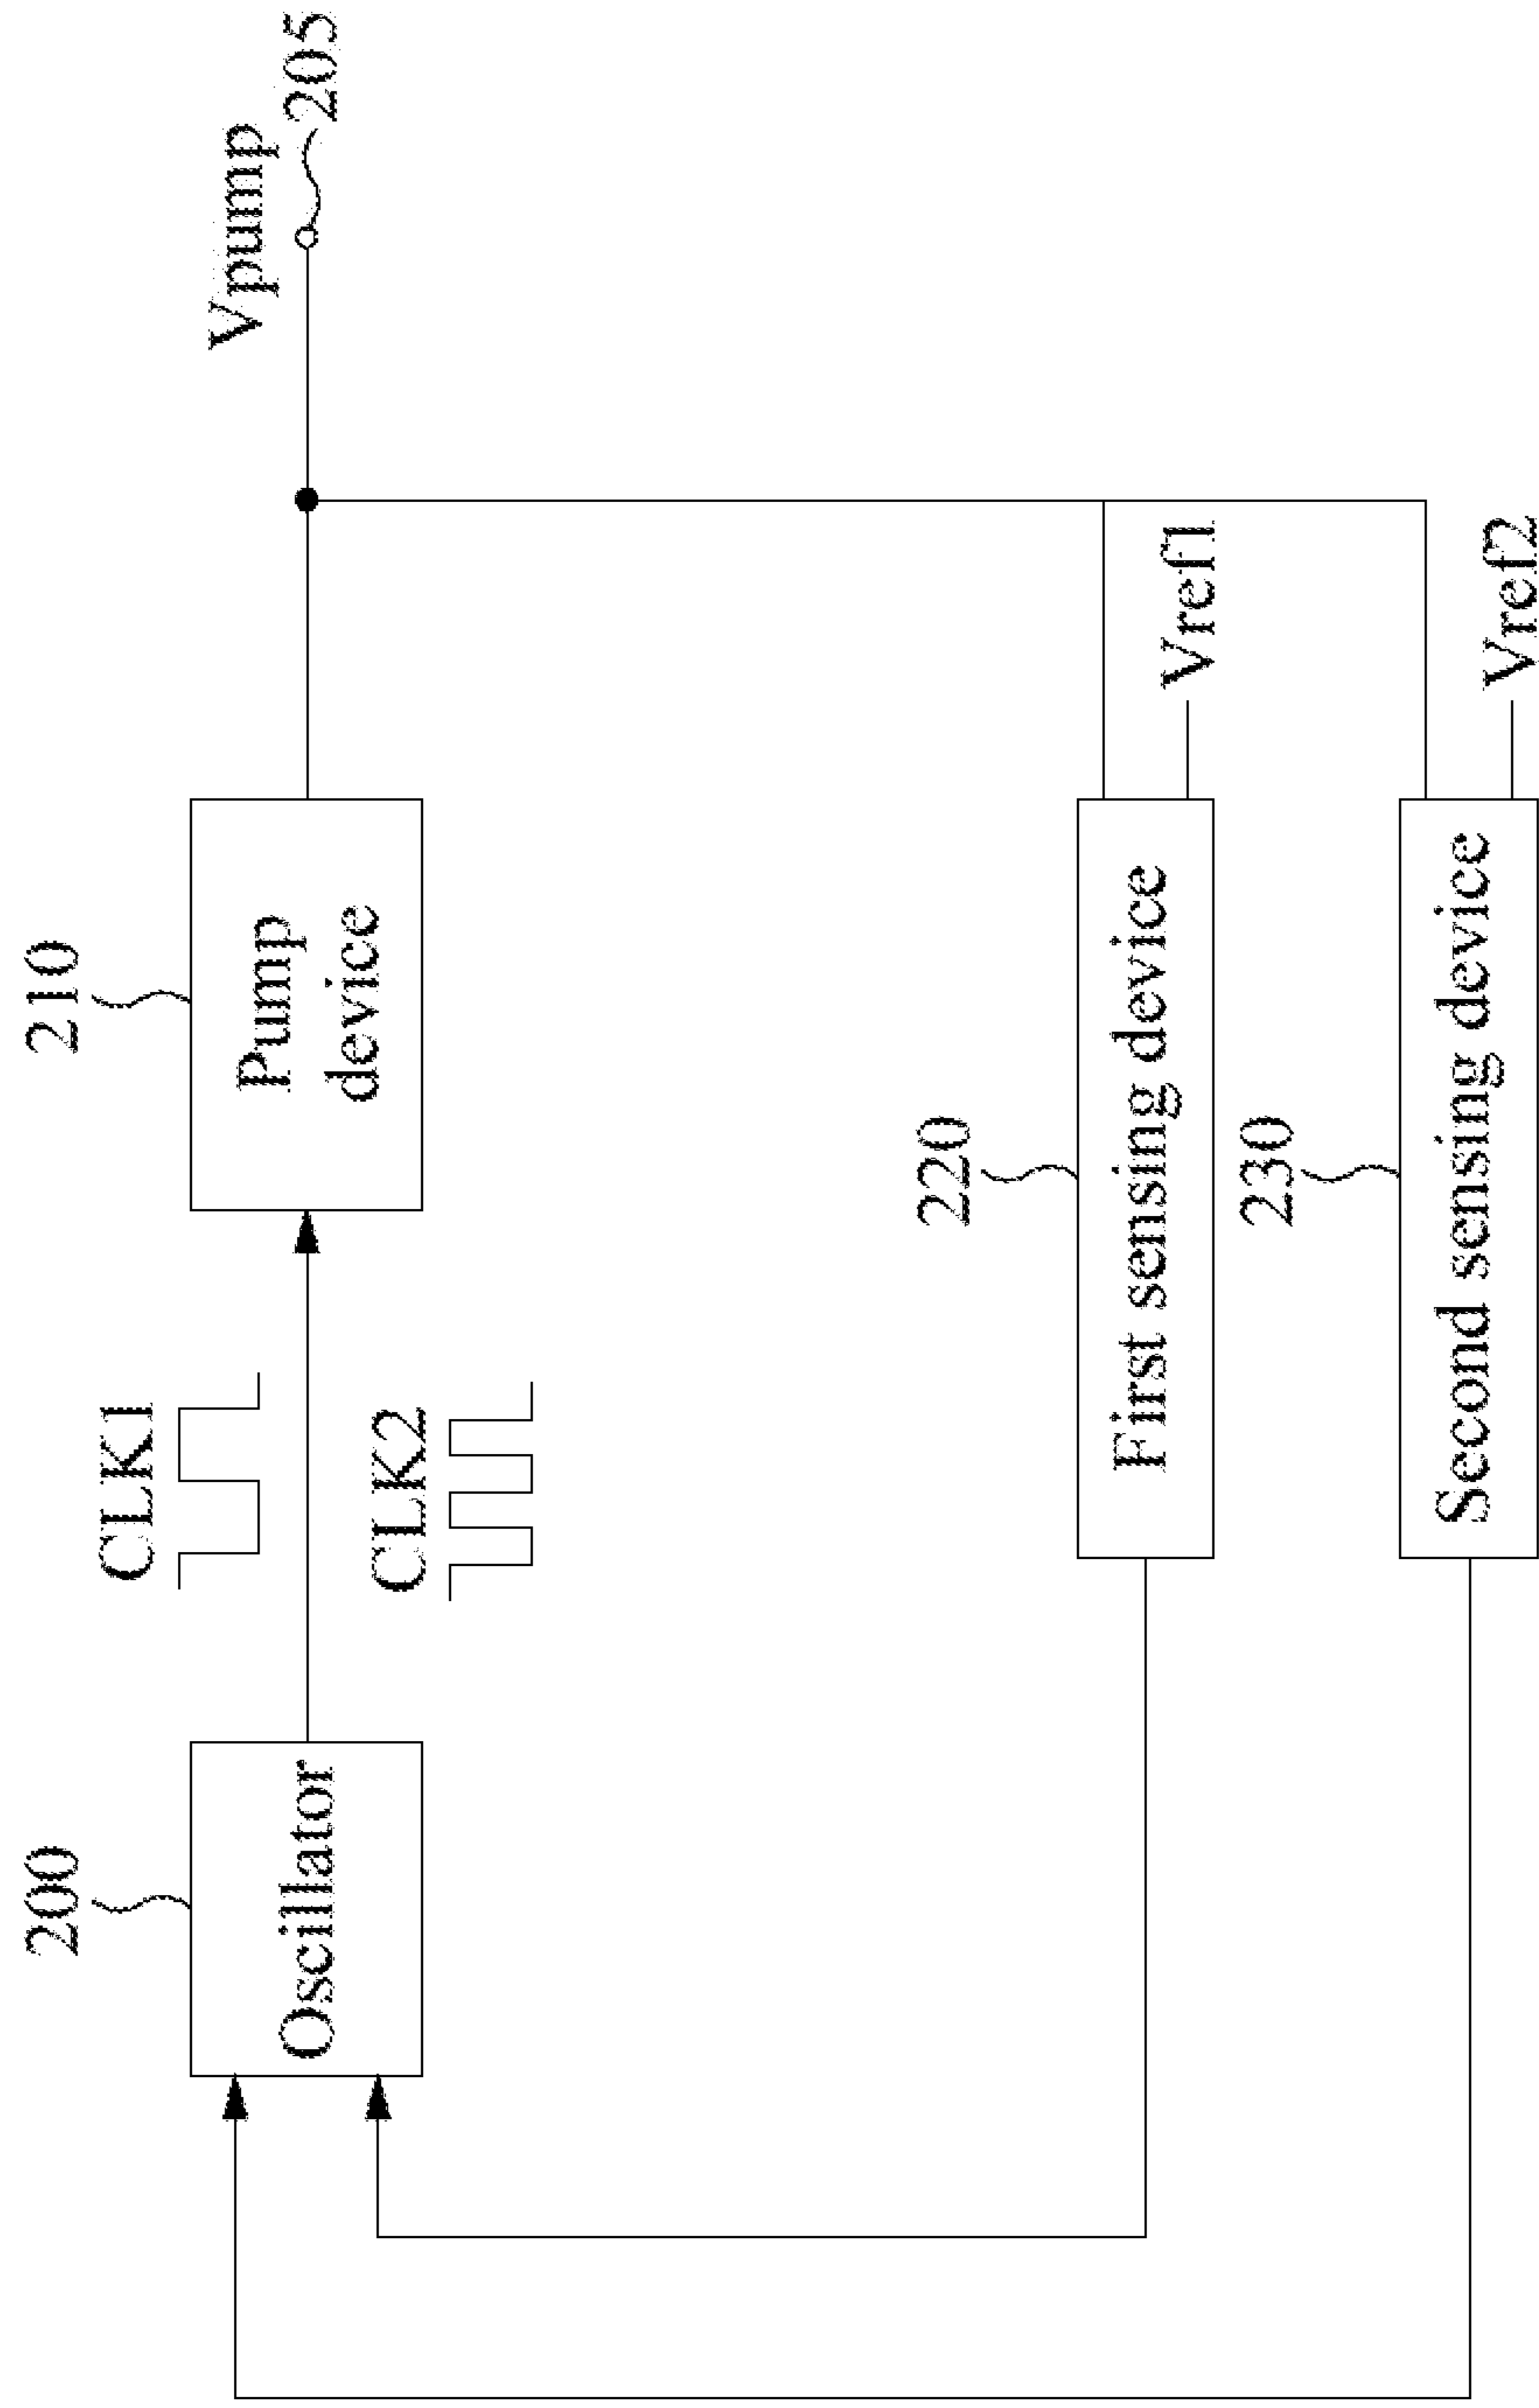 200
Oscillator
CLK1
CLK2
210
Pump
device
Vpump
205
220
First sensing device
Vref1
230
Second sensing device
Vref2